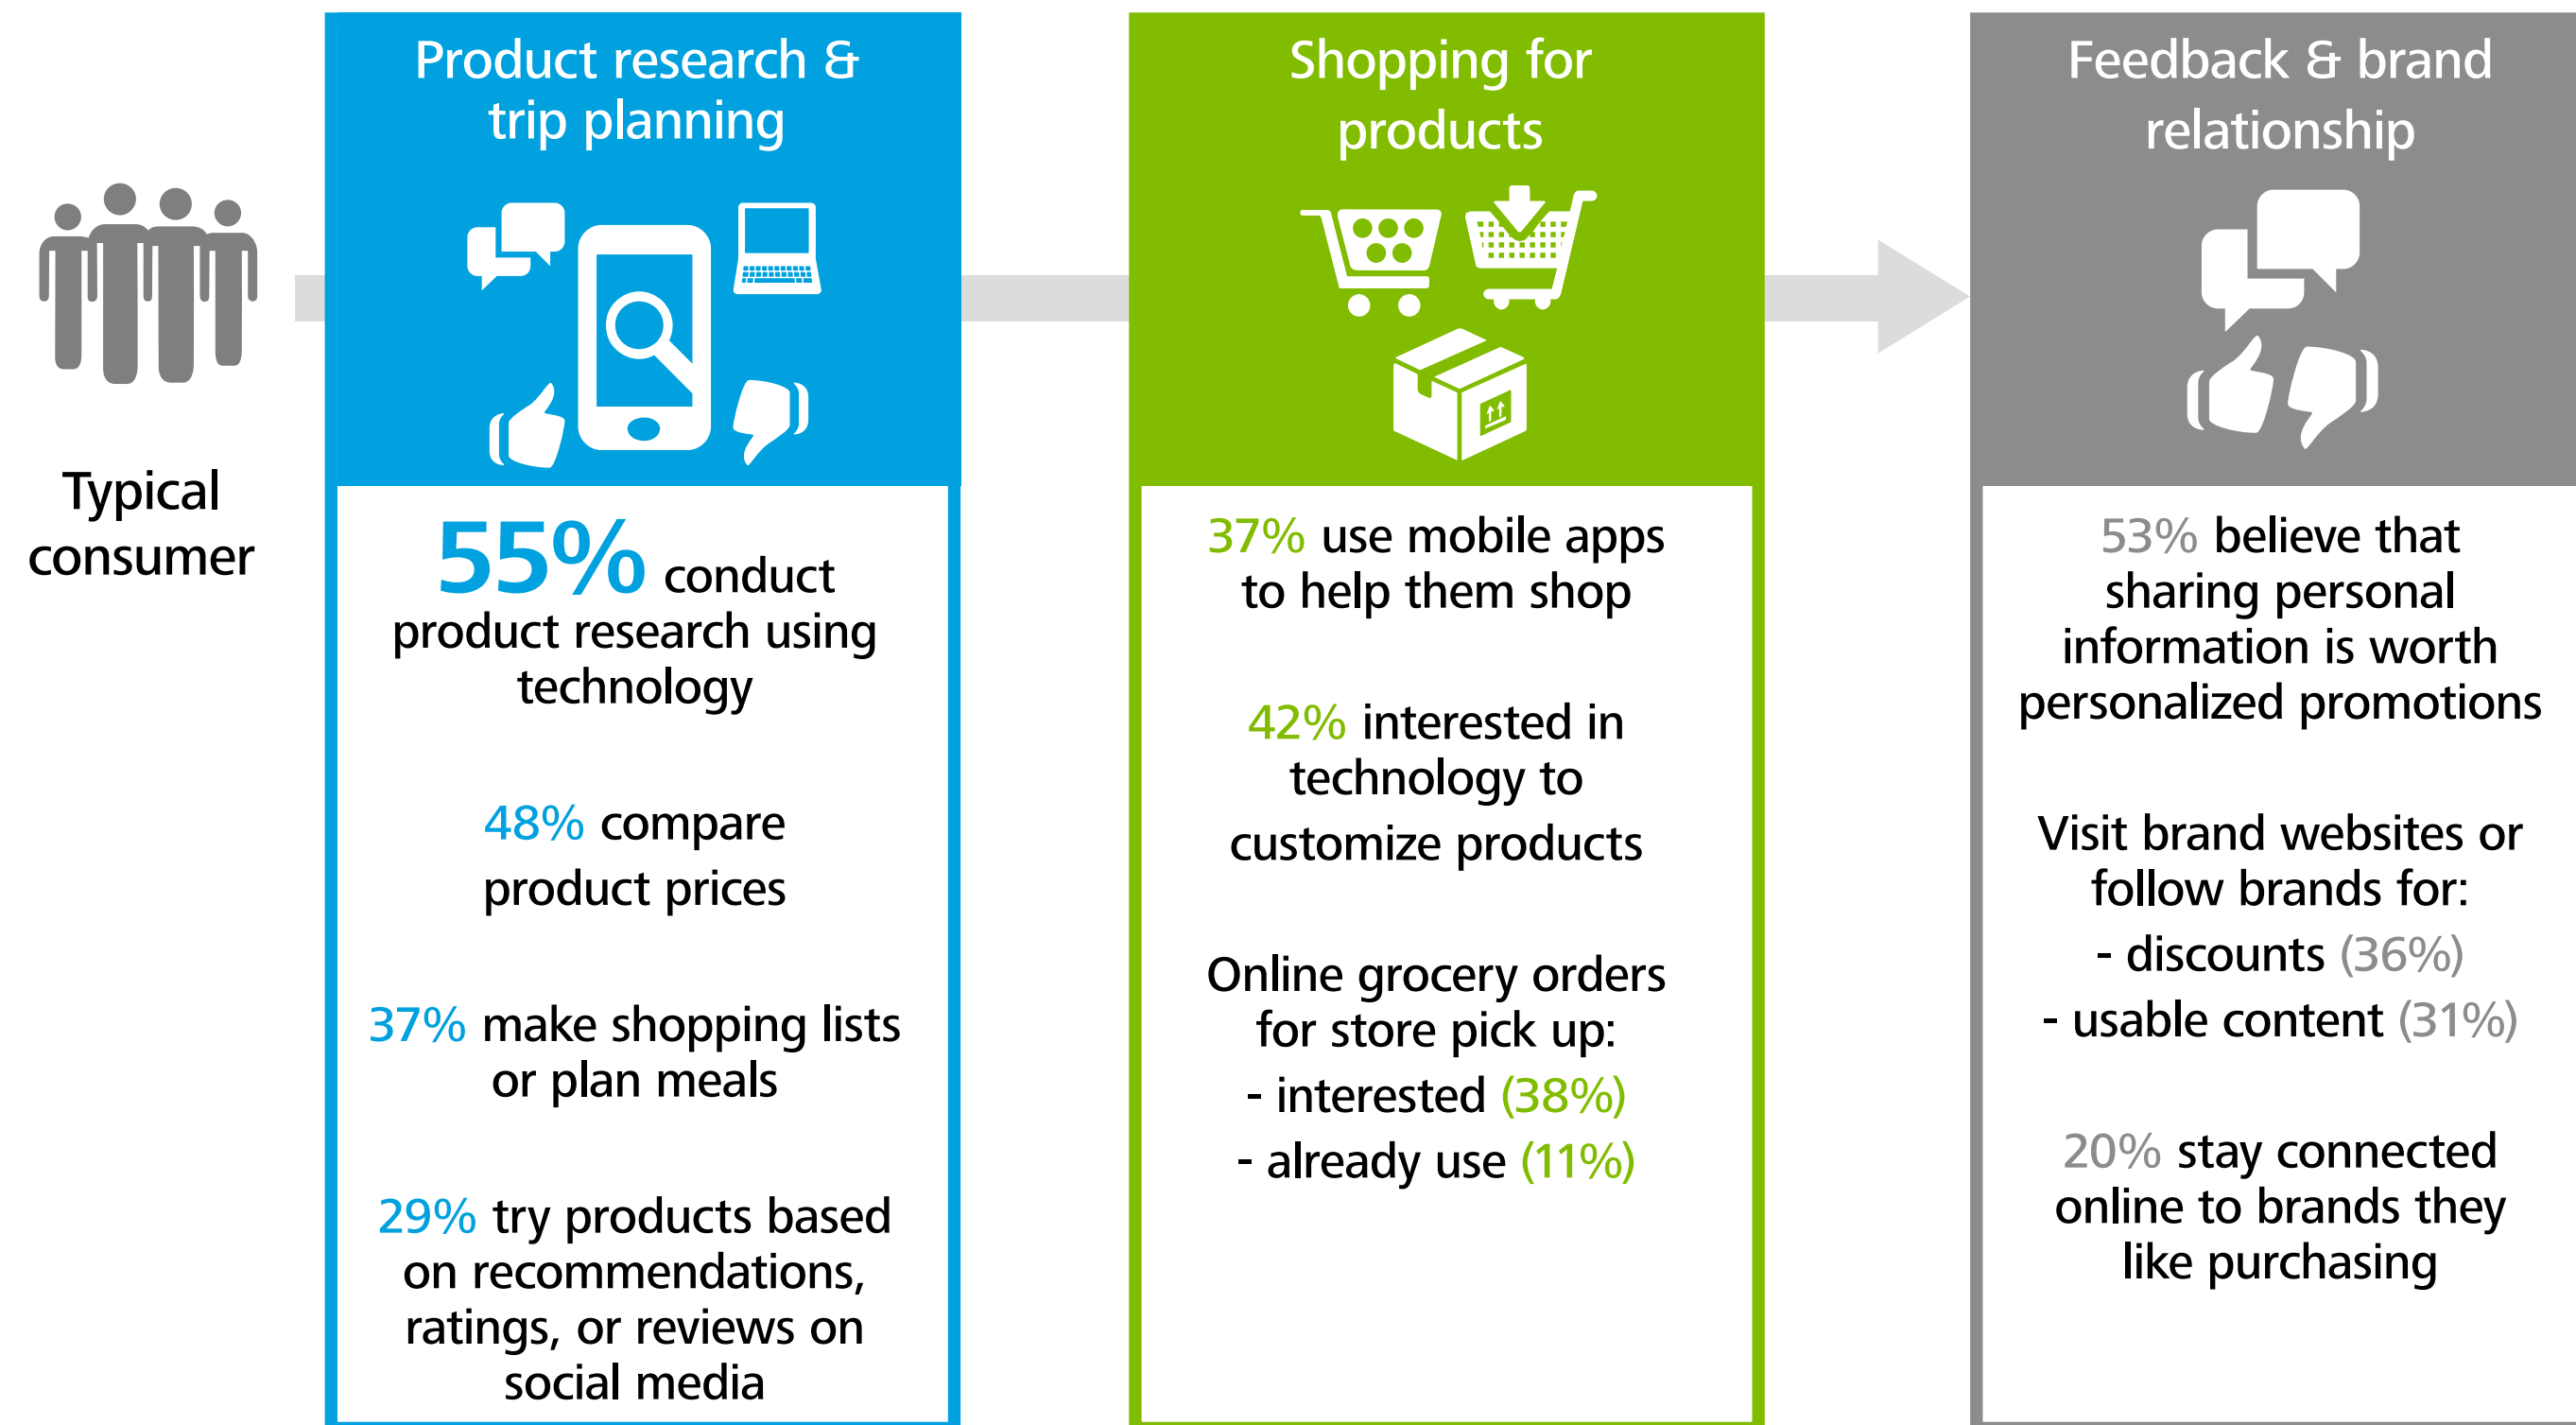 Typical
consumer
Product research &
trip planning
55% conduct
product research using
technology
48% compare
product prices
37% make shopping lists
or plan meals
29% try products based
on recommendations,
ratings, or reviews on
social media
Shopping for
products
37% use mobile apps
to help them shop
42% interested in
technology to
customize products
Online grocery orders
for store pick up:
- interested (38%)
- already use (11%)
Feedback & brand
relationship
53% believe that
sharing personal
information is worth
personalized promotions
Visit brand websites or
follow brands for:
- discounts (36%)
- usable content (31%)
20% stay connected
online to brands they
like purchasing